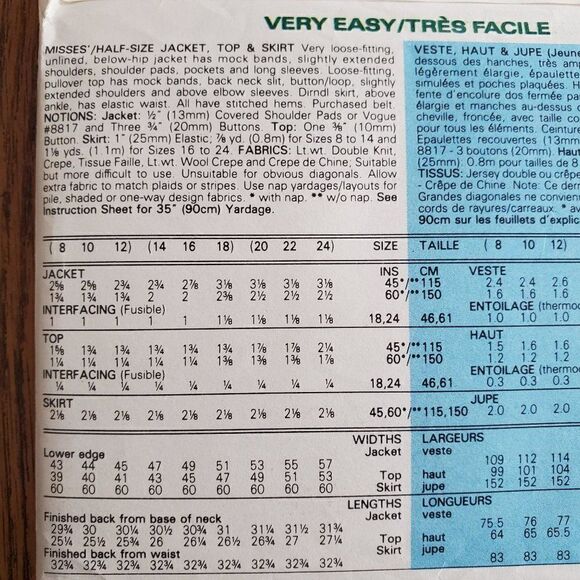 VERY EASY/TRÈS FACILE
MISSES'/HALF-SIZE JACKET, TOP & SKIRT Very loose-fitting,
unlined, below-hip jacket has mock bands, slightly extended
shoulders, shoulder pads, pockets and long sleeves. Loose-fitting,
pullover top has mock bands, back neck slit, button/loop, slightly
extended shoulders and above elbow sleeves. Dirndl skirt, above
ankle, has elastic waist. All have stitched hems. Purchased belt.
NOTIONS: Jacket: ½" (13mm) Covered Shoulder Pads or Vogue
#8817 and Three ¾" (20mm) Buttons. Top: One ⅜" (10mm)
Button. Skirt: 1" (25mm) Elastic; ⅞ yd. (0.8m) for Sizes 8 to 14 and
1⅛ yds. (1.1m) for Sizes 16 to 24. FABRICS: Lt.wt. Double Knit,
Crepe, Tissue Faille, Lt.wt. Wool Crepe and Crepe de Chine; Suitable
but more difficult to use. Unsuitable for obvious diagonals. Allow
extra fabric to match plaids or stripes. Use nap yardages/layouts for
pile, shaded or one-way design fabrics. * with nap. ** w/o nap. See
Instruction Sheet for 35" (90cm) Yardage.
( 8 10 12) (14 16 18) (20 22 24) SIZE
JACKET INS
2⅝ 2⅝ 2¾ 2¾ 2⅞ 3⅛ 3⅛ 3⅛ 3⅛ 45*/**
1¾ 1¾ 1¾ 2 2 2⅜ 2½ 2½ 2½ 60*/**
INTERFACING (Fusible)
1 1 1 1 1 1⅛ 1⅛ 1⅛ 1⅛ 18,24
TOP
1⅝ 1¾ 1¾ 1¾ 1¾ 1¾ 1⅞ 1⅞ 2¼ 45*/**
1¼ 1¼ 1¼ 1¼ 1¼ 1⅜ 1⅜ 1⅜ 1⅞ 60*/**
INTERFACING (Fusible)
¼ ¼ ¼ ¼ ¼ ¼ ¼ ¼ ¼ 18,24
SKIRT
2⅛ 2⅛ 2⅛ 2⅛ 2⅛ 2⅛ 2⅛ 2⅛ 2⅛ 45,60*/**
WIDTHS
Lower edge Jacket
43 44 45 47 49 51 53 55 57
39 40 41 43 45 47 49 51 53 Top
60 60 60 60 60 60 60 60 60 Skirt
LENGTHS
Finished back from base of neck Jacket
29¾ 30 30¼ 30½ 30¾ 31 31¼ 31½ 31¾
25¼ 25½ 25¾ 26 26¼ 26½ 26¾ 27 27¼ Top
Finished back from waist Skirt
32¾ 32¾ 32¾ 32¾ 32¾ 32¾ 32¾ 32¾ 32¾
VESTE, HAUT & JUPE (Jeune
dessous des hanches, très amp
légèrement élargie, épaulette
simulées et poches plaquées. H
fente d'encolure dos fermée pa
élargie et manches au-dessus d
cheville, froncée, avec taille co
pour tous les éléments. Ceintur
Epaulettes recouvertes (13mm
8817 - 3 boutons (20mm). Haut
(25mm). 0.8m pour tailles de 8
TISSUS: Jersey double ou crêpe
- Crêpe de Chine. Note: Ce dern
Grandes diagonales ne convien
cords de rayures/carreaux. * av
90cm sur les feuillets d'explic
TAILLE ( 8 10 12)
CM VESTE
115 2.4 2.4 2.6
150 1.6 1.6 1.6
ENTOILAGE (thermoc
46,61 1.0 1.0 1.0
HAUT
115 1.5 1.6 1.6
150 1.2 1.2 1.2
ENTOILAGE (thermoc
46,61 0.3 0.3 0.3
JUPE
115,150 2.0 2.0 2.0
LARGEURS
veste 109 112 114
haut 99 101 104
jupe 152 152 152
LONGUEURS
veste 75.5 76 77
haut 64 65 65.5
jupe 83 83 83